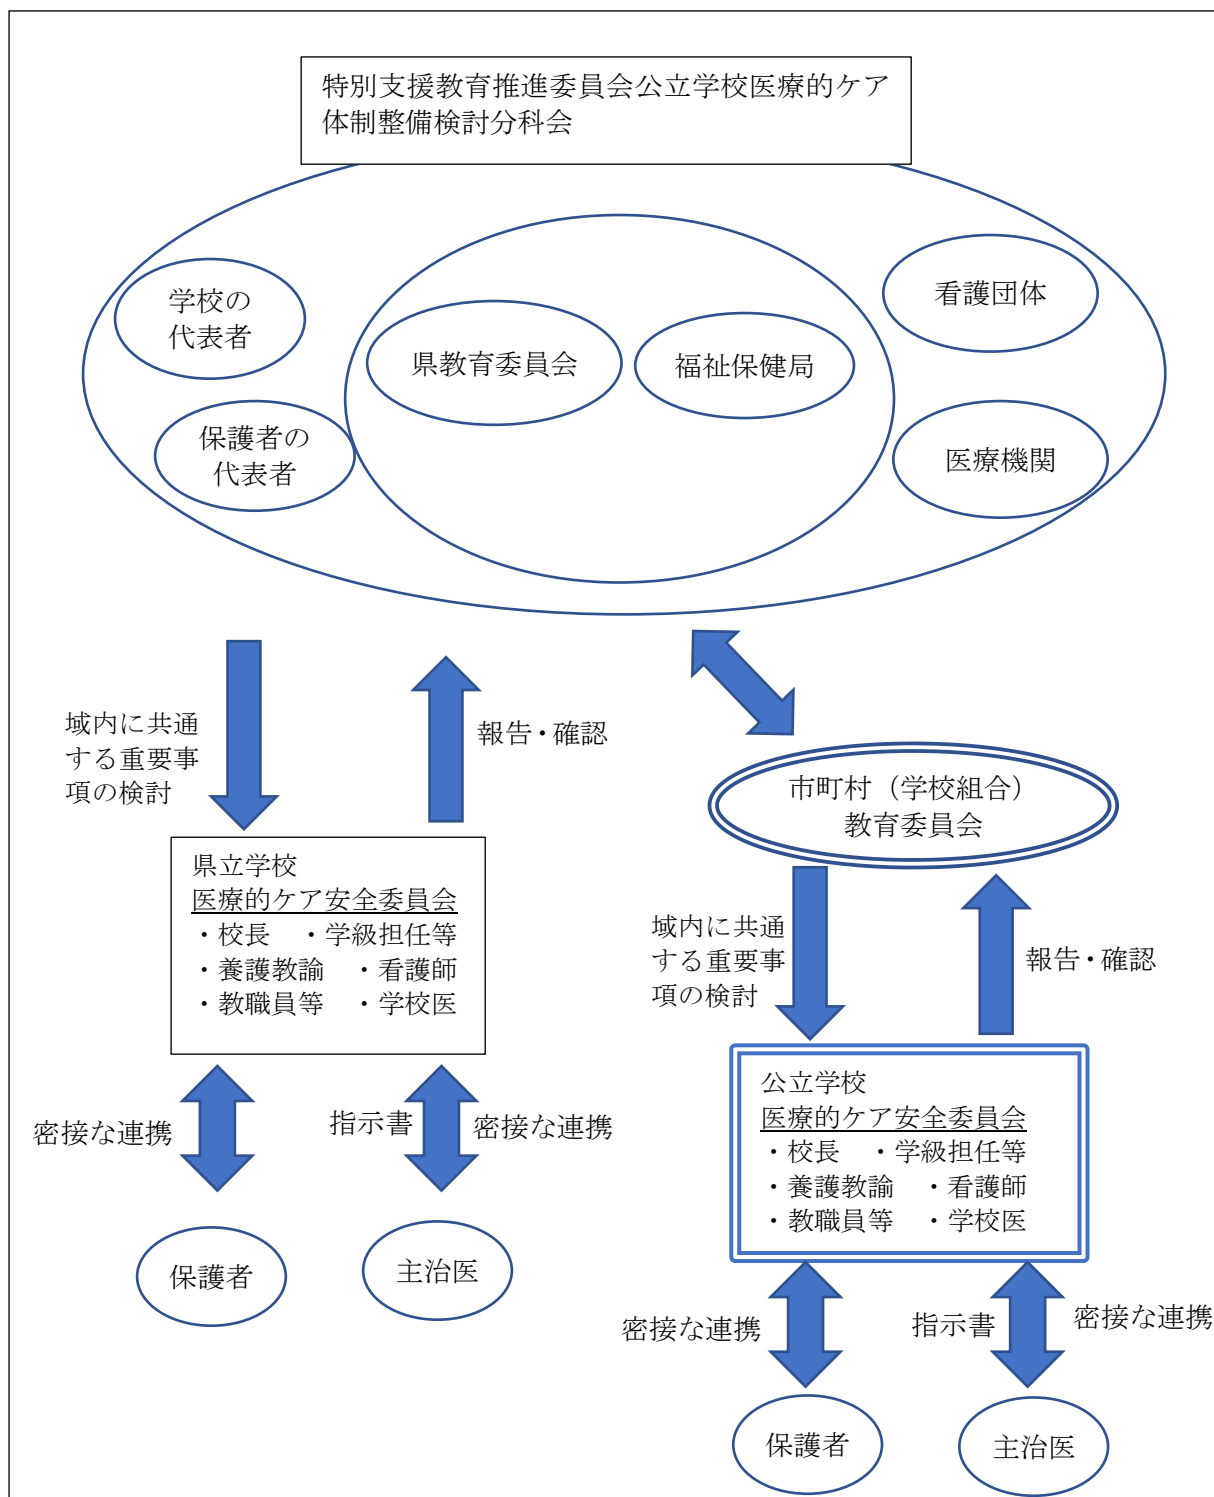 特別支援教育推進委員会公立学校医療的ケア
体制整備検討分科会
学校の
代表者
保護者の
代表者
県教育委員会
福祉保健局
看護団体
医療機関
域内に共通
する重要事
項の検討
報告・確認
県立学校
医療的ケア安全委員会
・校長　・学級担任等
・養護教諭　・看護師
・教職員等　・学校医
密接な連携
指示書
密接な連携
保護者
主治医
市町村（学校組合）
教育委員会
域内に共通
する重要事
項の検討
報告・確認
公立学校
医療的ケア安全委員会
・校長　・学級担任等
・養護教諭　・看護師
・教職員等　・学校医
密接な連携
指示書
密接な連携
保護者
主治医